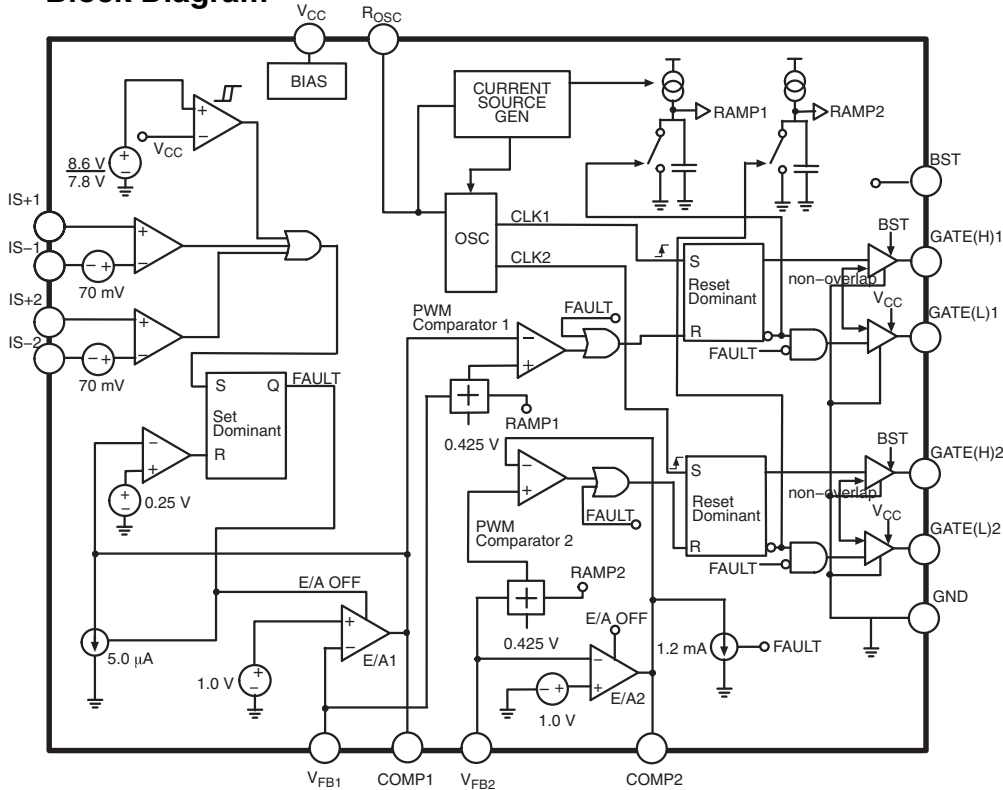 Block Diagram
VCC
ROSC
BIAS
CURRENT
SOURCE
GEN
RAMP1
RAMP2
+
−
VCC
8.6 V
7.8 V
+
−
BST
IS+1
IS−1
+
−
− +
70 mV
IS+2
IS−2
+
−
− +
70 mV
OSC
CLK1
CLK2
S
Reset
Dominant
R
FAULT
BST
non−overlap
VCC
GATE(H)1
GATE(L)1
PWM
Comparator 1
FAULT
−
+
+
RAMP1
0.425 V
S
Q
FAULT
Set
Dominant
R
−
+
+
−
0.25 V
−
+
PWM
Comparator 2
FAULT
S
Reset
Dominant
R
FAULT
BST
non−overlap
VCC
GATE(H)2
GATE(L)2
GND
+
RAMP2
0.425 V
E/A OFF
+
−
E/A1
5.0 µA
1.0 V
+
−
E/A OFF
−
+
E/A2
− +
1.0 V
1.2 mA
FAULT
VFB1
COMP1
VFB2
COMP2